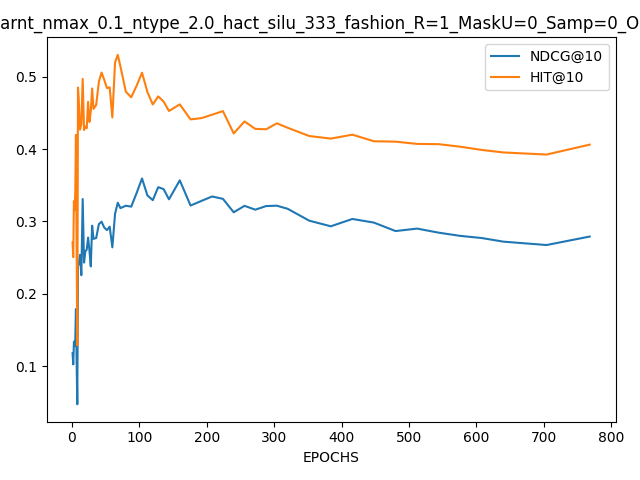 arnt_nmax_0.1_ntype_2.0_hact_silu_333_fashion_R=1_MaskU=0_Samp=0_O
NDCG@10
HIT@10
0.5
0.4
0.3
0.2
0.1
0 100 200 300 400 500 600 700 800
EPOCHS